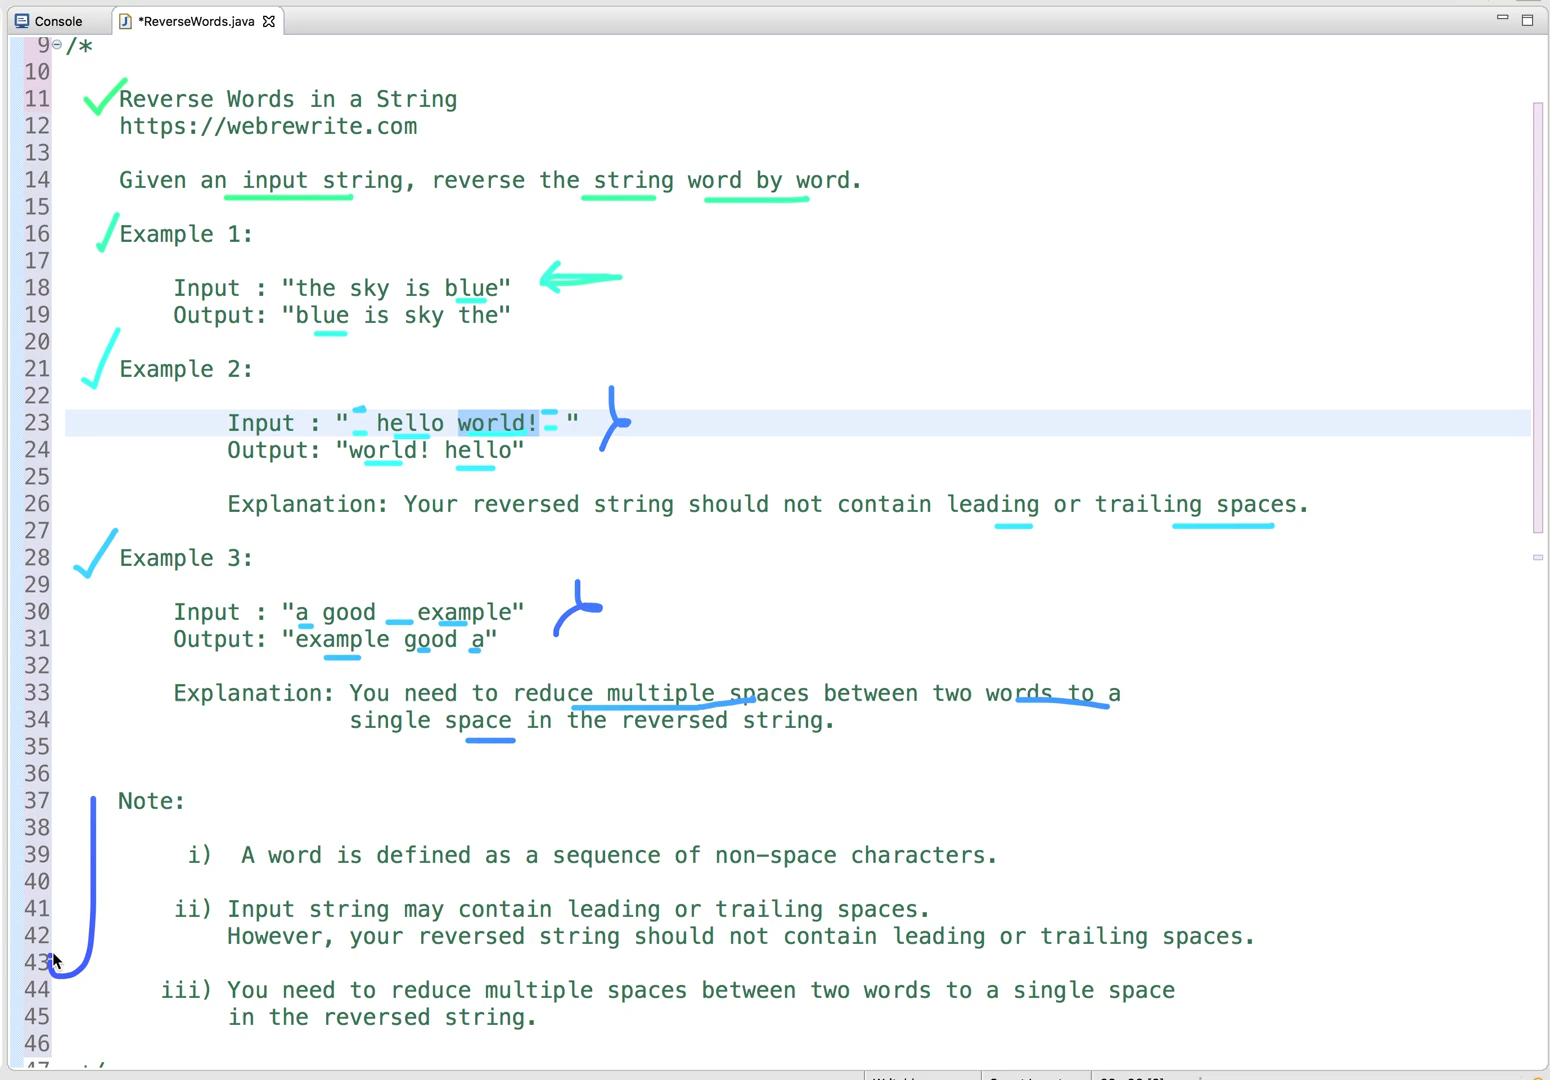 Console *ReverseWords.java
9 /*
10
11 Reverse Words in a String
12 https://webrewrite.com
13
14 Given an input string, reverse the string word by word.
15
16 Example 1:
17
18 Input : "the sky is blue"
19 Output: "blue is sky the"
20
21 Example 2:
22
23 Input : "  hello world!  "
24 Output: "world! hello"
25
26 Explanation: Your reversed string should not contain leading or trailing spaces.
27
28 Example 3:
29
30 Input : "a good   example"
31 Output: "example good a"
32
33 Explanation: You need to reduce multiple spaces between two words to a
34 single space in the reversed string.
35
36
37 Note:
38
39 i)  A word is defined as a sequence of non-space characters.
40
41 ii) Input string may contain leading or trailing spaces.
42 However, your reversed string should not contain leading or trailing spaces.
43
44 iii) You need to reduce multiple spaces between two words to a single space
45 in the reversed string.
46